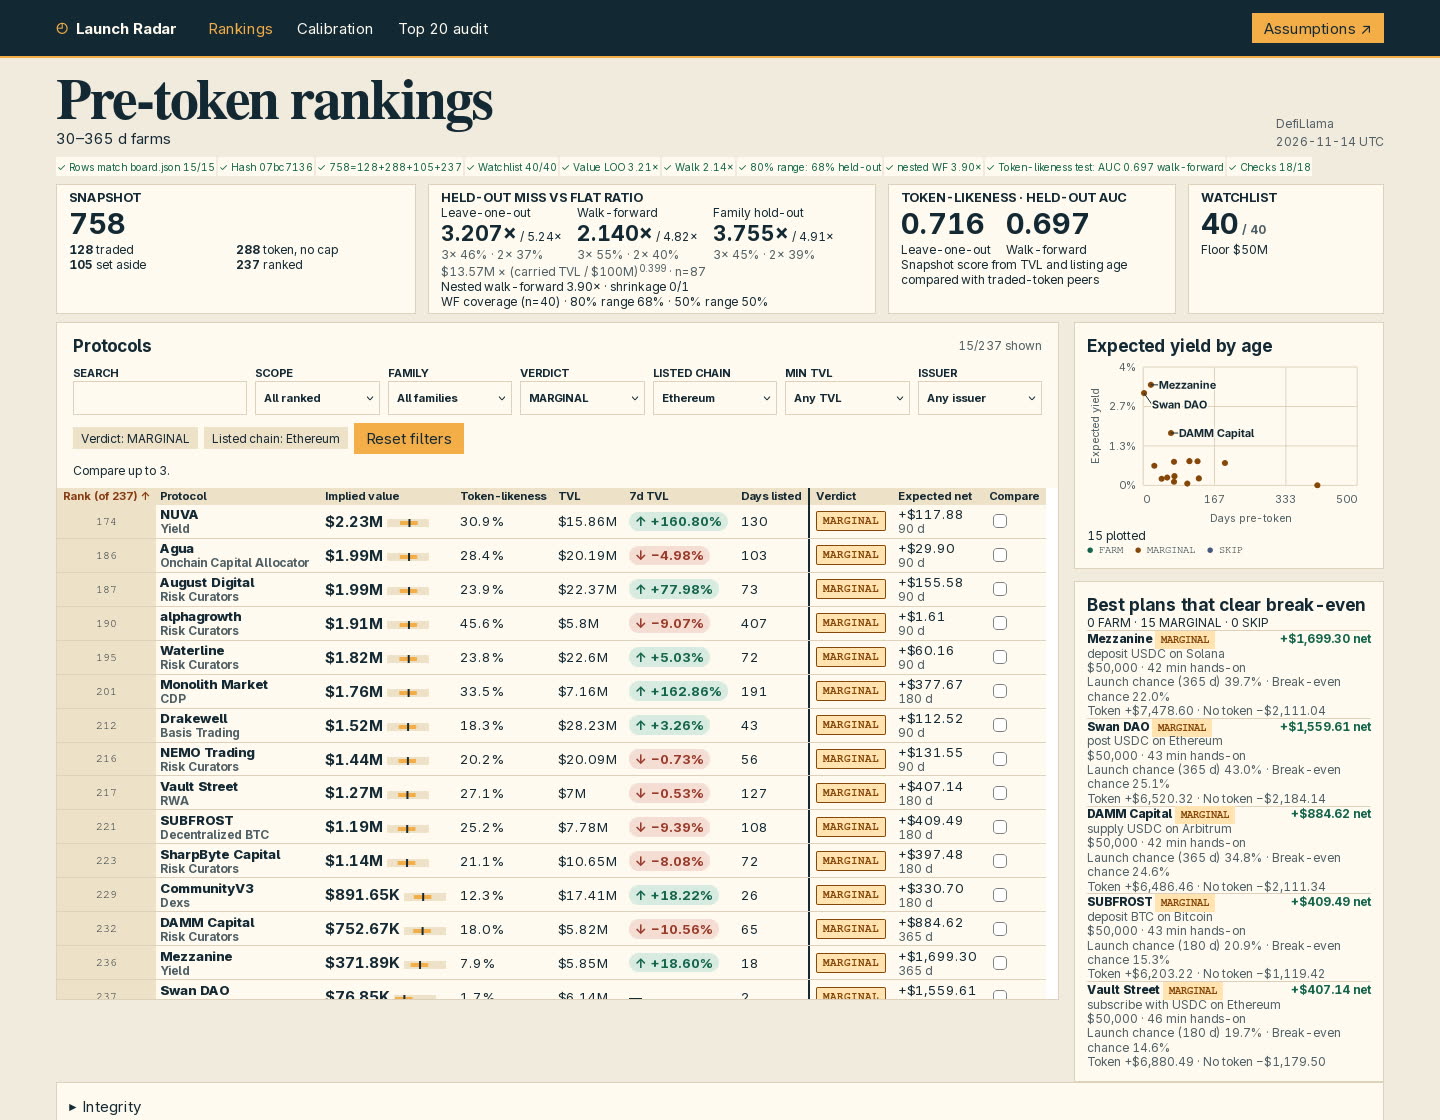 Launch Radar Rankings Calibration Top 20 audit Assumptions ↗
Pre-token rankings
30–365 d farms
DefiLlama
2026-11-14 UTC
✓ Rows match board.json 15/15 ✓ Hash 07bc7136 ✓ 758=128+288+105+237 ✓ Watchlist 40/40 ✓ Value LOO 3.21× ✓ Walk 2.14× ✓ 80% range: 68% held-out ✓ nested WF 3.90× ✓ Token-likeness test: AUC 0.697 walk-forward ✓ Checks 18/18
SNAPSHOT
758
128 traded 288 token, no cap
105 set aside 237 ranked
HELD-OUT MISS VS FLAT RATIO
Leave-one-out Walk-forward Family hold-out
3.207× / 5.24× 2.140× / 4.82× 3.755× / 4.91×
3× 46% · 2× 37% 3× 55% · 2× 40% 3× 45% · 2× 39%
$13.57M × (carried TVL / $100M)^0.399 · n=87
Nested walk-forward 3.90× · shrinkage 0/1
WF coverage (n=40) · 80% range 68% · 50% range 50%
TOKEN-LIKENESS · HELD-OUT AUC
0.716 0.697
Leave-one-out Walk-forward
Snapshot score from TVL and listing age
compared with traded-token peers
WATCHLIST
40 / 40
Floor $50M
Protocols 15/237 shown
SEARCH SCOPE FAMILY VERDICT LISTED CHAIN MIN TVL ISSUER
All ranked All families MARGINAL Ethereum Any TVL Any issuer
Verdict: MARGINAL Listed chain: Ethereum Reset filters
Compare up to 3.
Rank (of 237) ↑ Protocol Implied value Token-likeness TVL 7d TVL Days listed Verdict Expected net Compare
174 NUVA $2.23M 30.9% $15.86M ↑ +160.80% 130 MARGINAL +$117.88
Yield 90 d
186 Agua $1.99M 28.4% $20.19M ↓ −4.98% 103 MARGINAL +$29.90
Onchain Capital Allocator 90 d
187 August Digital $1.99M 23.9% $22.37M ↑ +77.98% 73 MARGINAL +$155.58
Risk Curators 90 d
190 alphagrowth $1.91M 45.6% $5.8M ↓ −9.07% 407 MARGINAL +$1.61
Risk Curators 90 d
195 Waterline $1.82M 23.8% $22.6M ↑ +5.03% 72 MARGINAL +$60.16
Risk Curators 90 d
201 Monolith Market $1.76M 33.5% $7.16M ↑ +162.86% 191 MARGINAL +$377.67
CDP 90 d
212 Drakewell $1.52M 18.3% $28.23M ↑ +3.26% 43 MARGINAL +$112.52
Basis Trading 90 d
216 NEMO Trading $1.44M 20.2% $20.09M ↓ −0.73% 56 MARGINAL +$131.55
Risk Curators 90 d
217 Vault Street $1.27M 27.1% $7M ↓ −0.53% 127 MARGINAL +$407.14
RWA 180 d
221 SUBFROST $1.19M 25.2% $7.78M ↓ −9.39% 108 MARGINAL +$409.49
Decentralized BTC 180 d
223 SharpByte Capital $1.14M 21.1% $10.65M ↓ −8.08% 72 MARGINAL +$397.48
Risk Curators 180 d
229 CommunityV3 $891.65K 12.3% $17.41M ↑ +18.22% 26 MARGINAL +$330.70
Dexs 180 d
232 DAMM Capital $752.67K 18.0% $5.82M ↓ −10.56% 65 MARGINAL +$884.62
Risk Curators 365 d
236 Mezzanine $371.89K 7.9% $5.85M ↑ +18.60% 18 MARGINAL +$1,699.30
Yield 365 d
237 Swan DAO $76.85K 1.7% $6.14M — 2 MARGINAL +$1,559.61
Expected yield by age
Expected yield
4%
2.7%
1.3%
0%
Mezzanine
Swan DAO
DAMM Capital
0 167 333 500
Days pre-token
15 plotted
● FARM ● MARGINAL ● SKIP
Best plans that clear break-even
0 FARM · 15 MARGINAL · 0 SKIP
Mezzanine MARGINAL +$1,699.30 net
deposit USDC on Solana
$50,000 · 42 min hands-on
Launch chance (365 d) 39.7% · Break-even
chance 22.0%
Token +$7,478.60 · No token −$2,111.04
Swan DAO MARGINAL +$1,559.61 net
post USDC on Ethereum
$50,000 · 43 min hands-on
Launch chance (365 d) 43.0% · Break-even
chance 25.1%
Token +$6,520.32 · No token −$2,184.14
DAMM Capital MARGINAL +$884.62 net
supply USDC on Arbitrum
$50,000 · 42 min hands-on
Launch chance (365 d) 34.8% · Break-even
chance 24.6%
Token +$6,486.46 · No token −$2,111.34
SUBFROST MARGINAL +$409.49 net
deposit BTC on Bitcoin
$50,000 · 43 min hands-on
Launch chance (180 d) 20.9% · Break-even
chance 15.3%
Token +$6,203.22 · No token −$1,119.42
Vault Street MARGINAL +$407.14 net
subscribe with USDC on Ethereum
$50,000 · 46 min hands-on
Launch chance (180 d) 19.7% · Break-even
chance 14.6%
Token +$6,880.49 · No token −$1,179.50
▸ Integrity